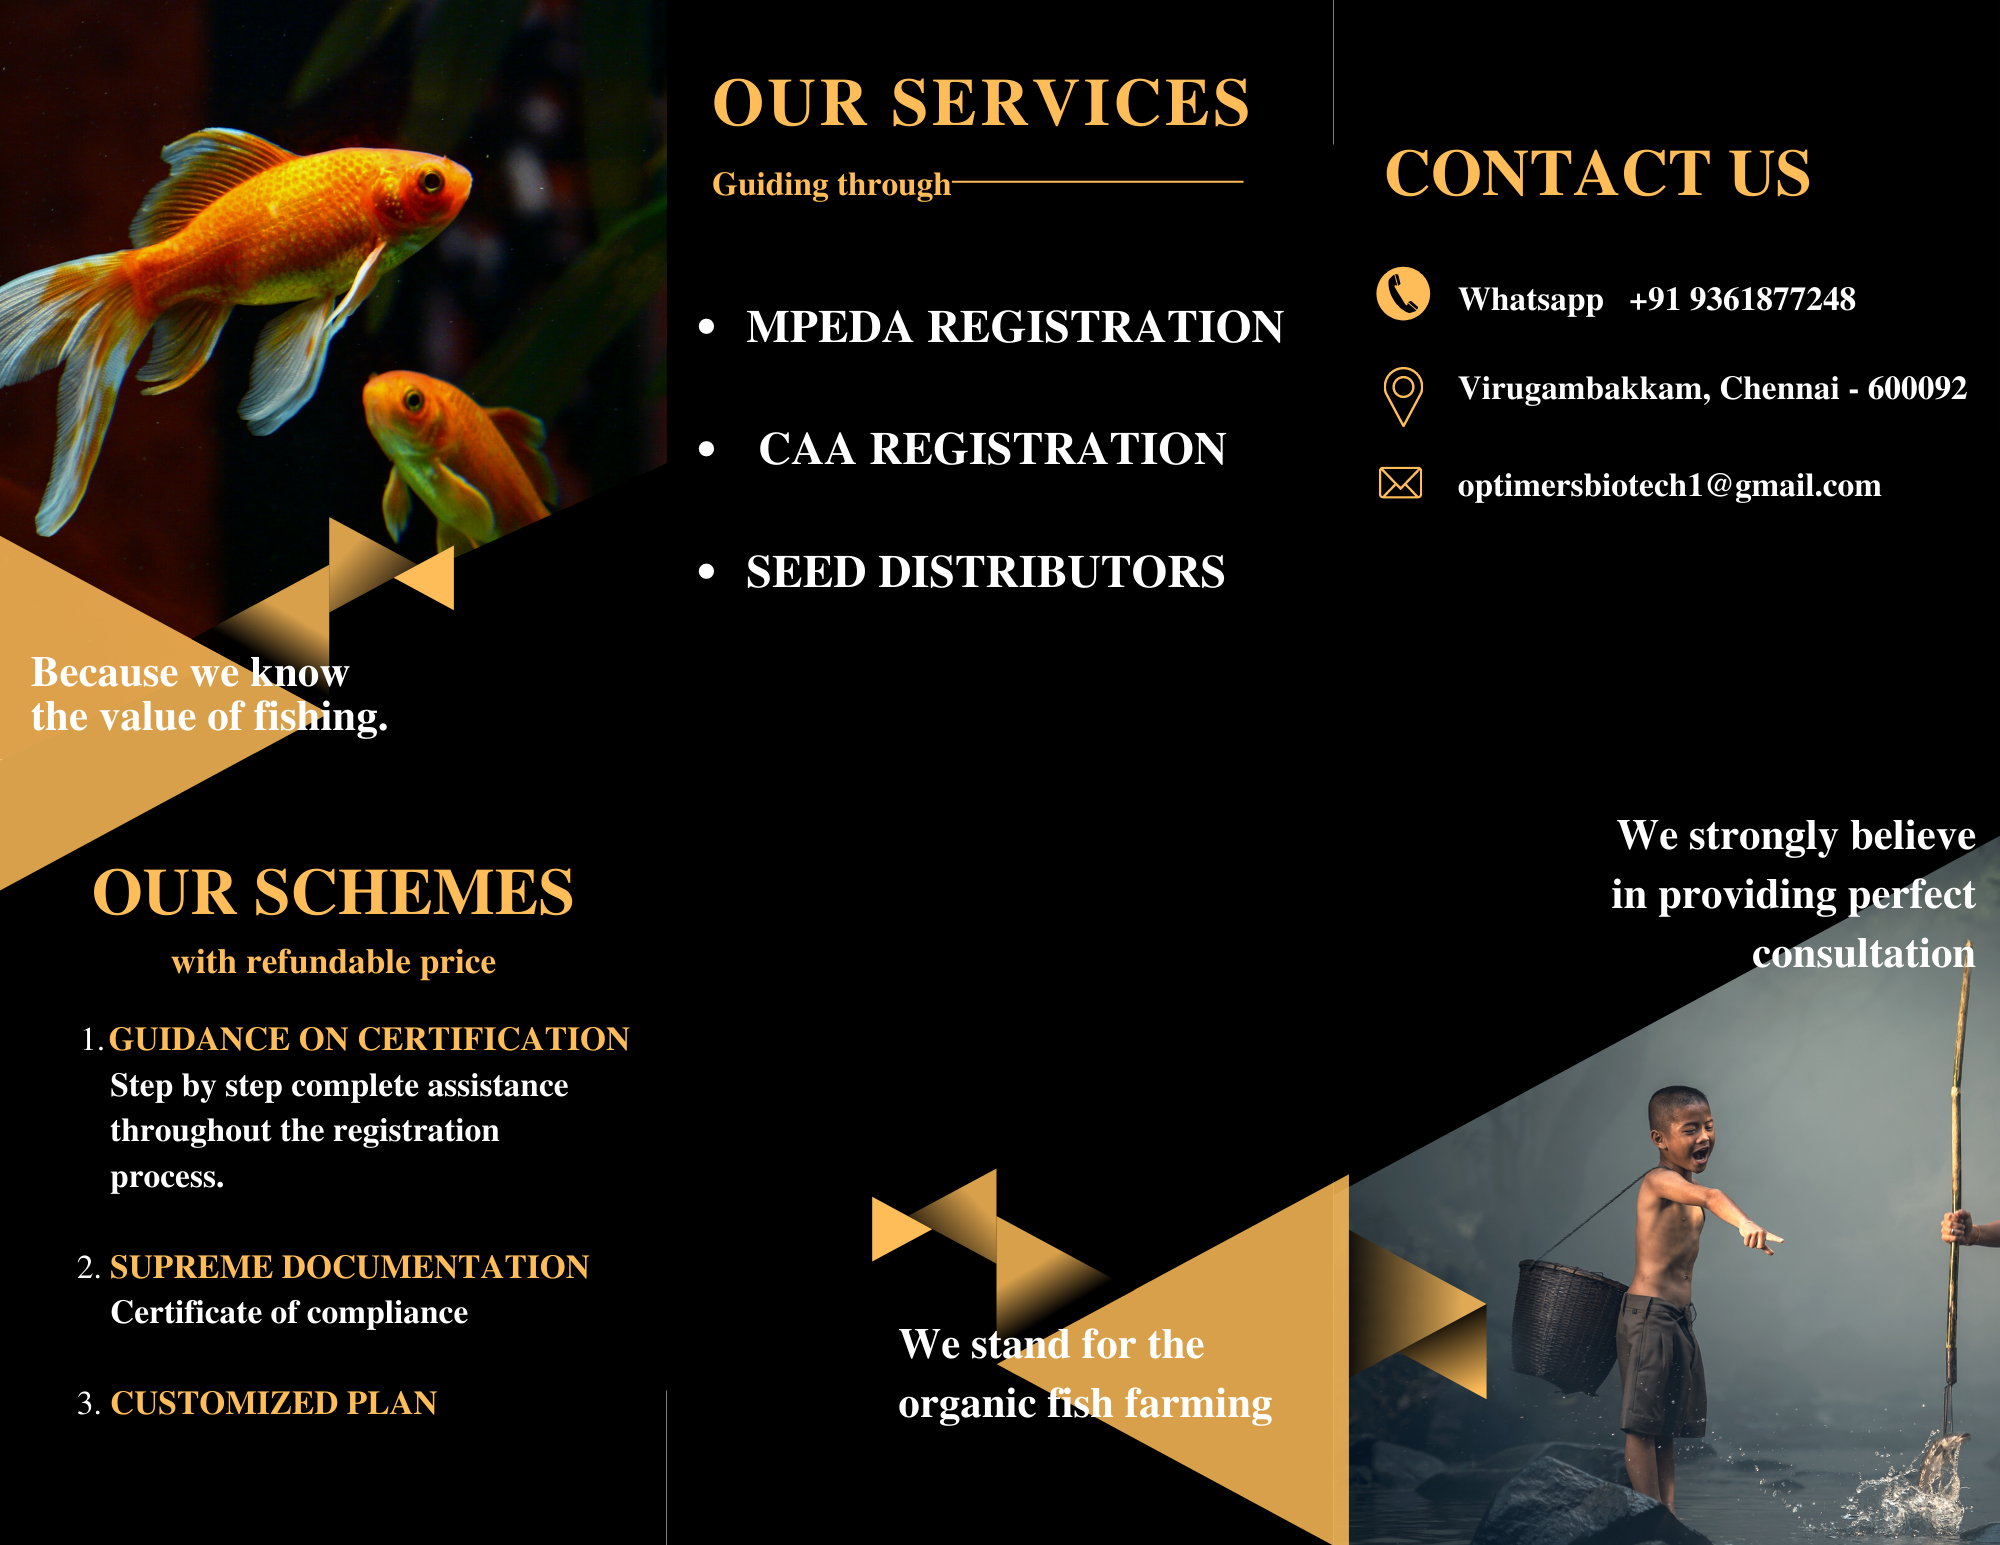 Because we know
the value of fishing.
OUR SCHEMES
with refundable price
1. GUIDANCE ON CERTIFICATION
Step by step complete assistance
throughout the registration
process.
2. SUPREME DOCUMENTATION
Certificate of compliance
3. CUSTOMIZED PLAN
OUR SERVICES
Guiding through
• MPEDA REGISTRATION
• CAA REGISTRATION
• SEED DISTRIBUTORS
We stand for the
organic fish farming
CONTACT US
Whatsapp +91 9361877248
Virugambakkam, Chennai - 600092
optimersbiotech1@gmail.com
We strongly believe
in providing perfect
consultation